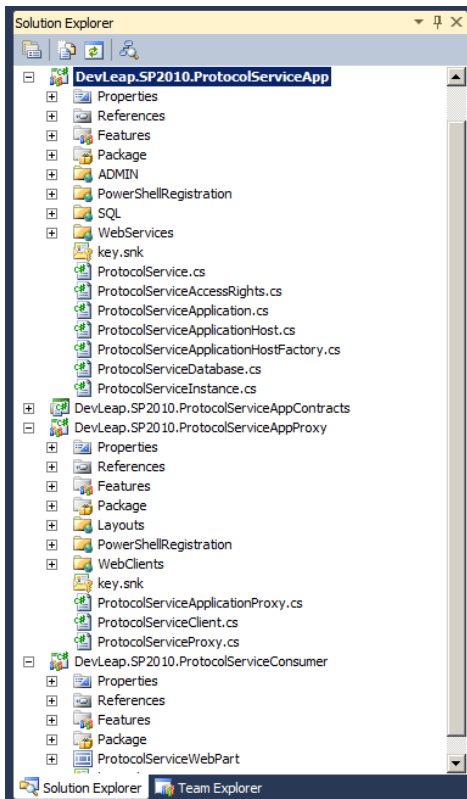 Solution Explorer
DevLeap.SP2010.ProtocolServiceApp
Properties
References
Features
Package
ADMIN
PowerShellRegistration
SQL
WebServices
key.snk
ProtocolService.cs
ProtocolServiceAccessRights.cs
ProtocolServiceApplication.cs
ProtocolServiceApplicationHost.cs
ProtocolServiceApplicationHostFactory.cs
ProtocolServiceDatabase.cs
ProtocolServiceInstance.cs
DevLeap.SP2010.ProtocolServiceAppContracts
DevLeap.SP2010.ProtocolServiceAppProxy
Properties
References
Features
Package
Layouts
PowerShellRegistration
WebClients
key.snk
ProtocolServiceApplicationProxy.cs
ProtocolServiceClient.cs
ProtocolServiceProxy.cs
DevLeap.SP2010.ProtocolServiceConsumer
Properties
References
Features
Package
ProtocolServiceWebPart
Solution Explorer Team Explorer